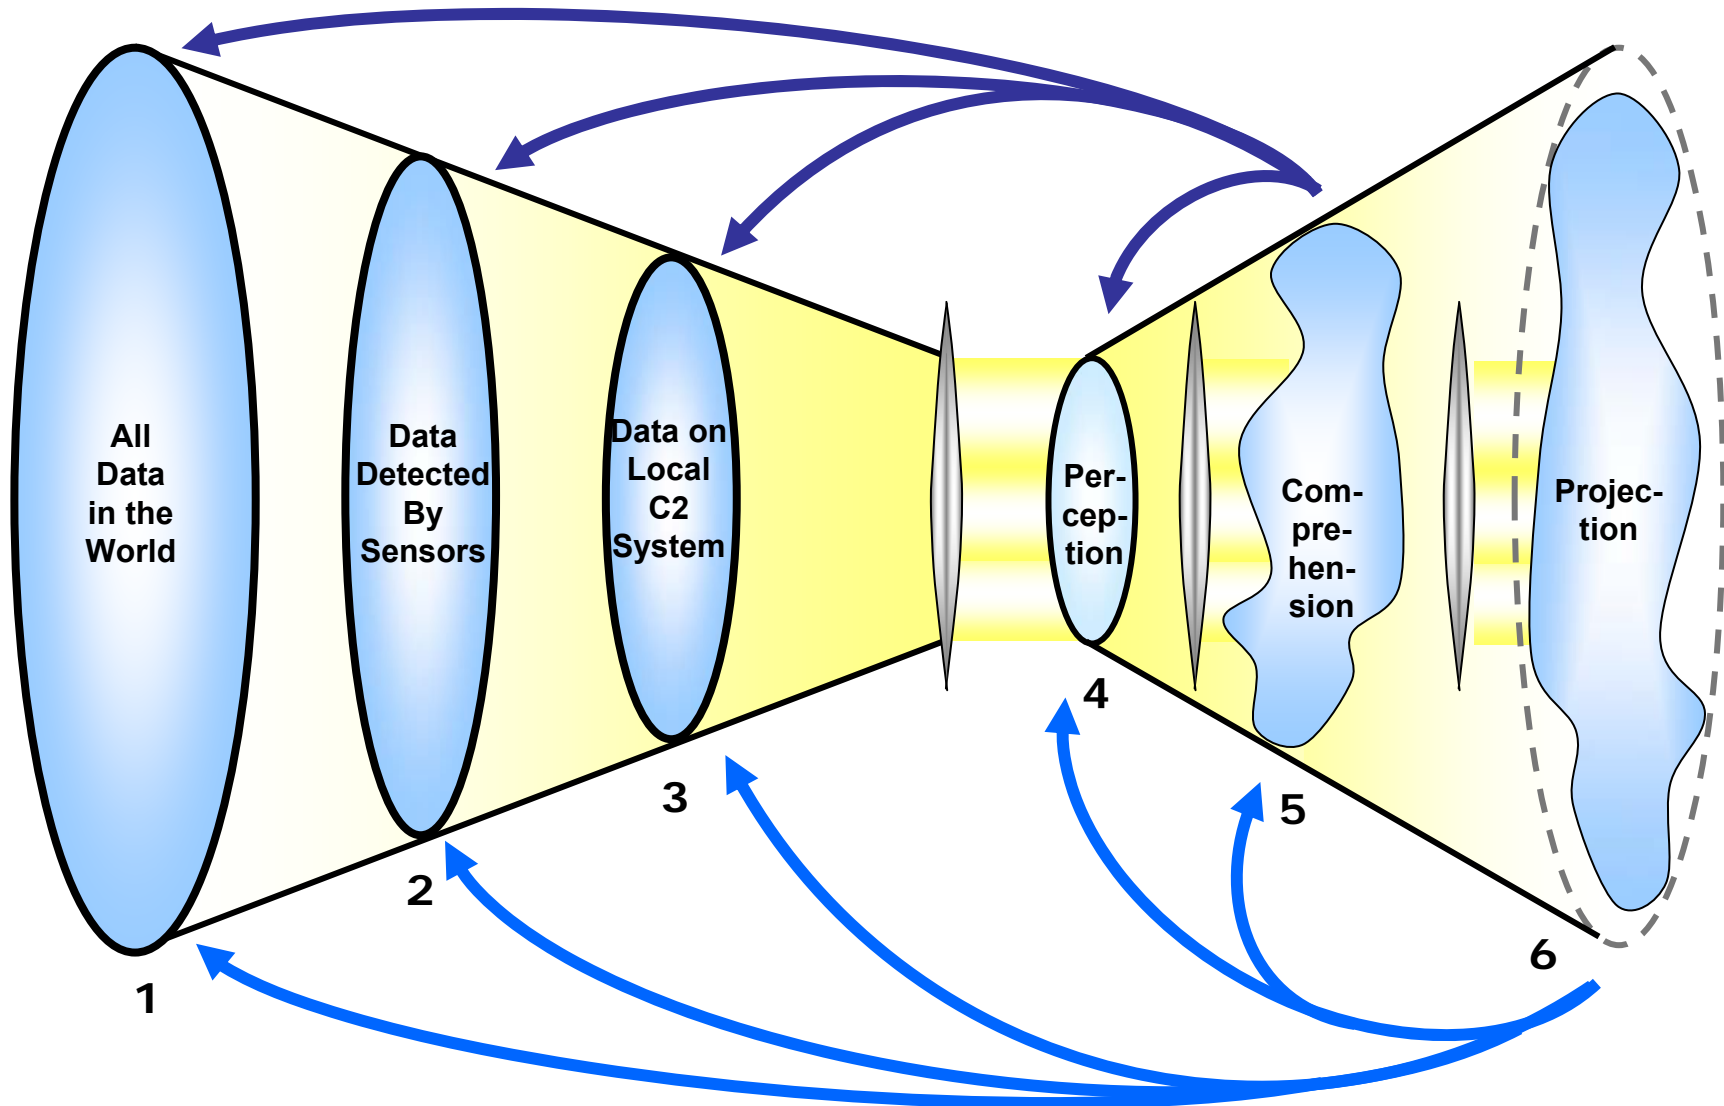 All
Data
in the
World
1
Data
Detected
By
Sensors
2
Data on
Local
C2
System
3
Per-
cep-
tion
4
Com-
pre-
hen-
sion
5
Projec-
tion
6